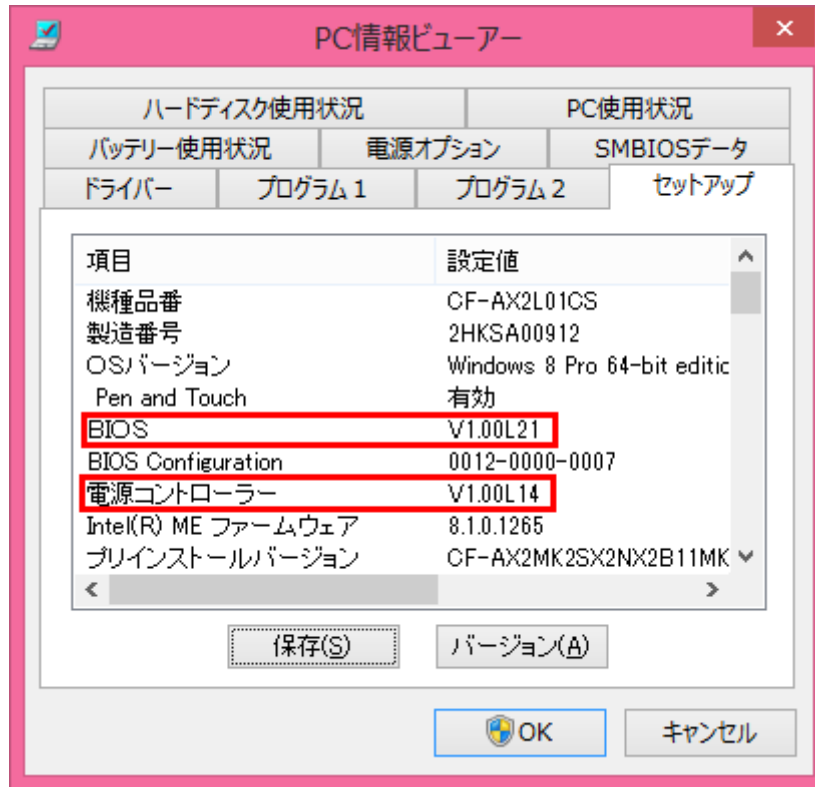 PC情報ビューアー
ハードディスク使用状況 PC使用状況
バッテリー使用状況 電源オプション SMBIOSデータ
ドライバー プログラム 1 プログラム 2 セットアップ
項目 設定値
機種品番 CF-AX2L01CS
製造番号 2HKSA00912
OSバージョン Windows 8 Pro 64-bit editic
Pen and Touch 有効
BIOS V1.00L21
BIOS Configuration 0012-0000-0007
電源コントローラー V1.00L14
Intel(R) ME ファームウェア 8.1.0.1265
プリインストールバージョン CF-AX2MK2SX2NX2B11MK
保存(S) バージョン(A)
OK キャンセル